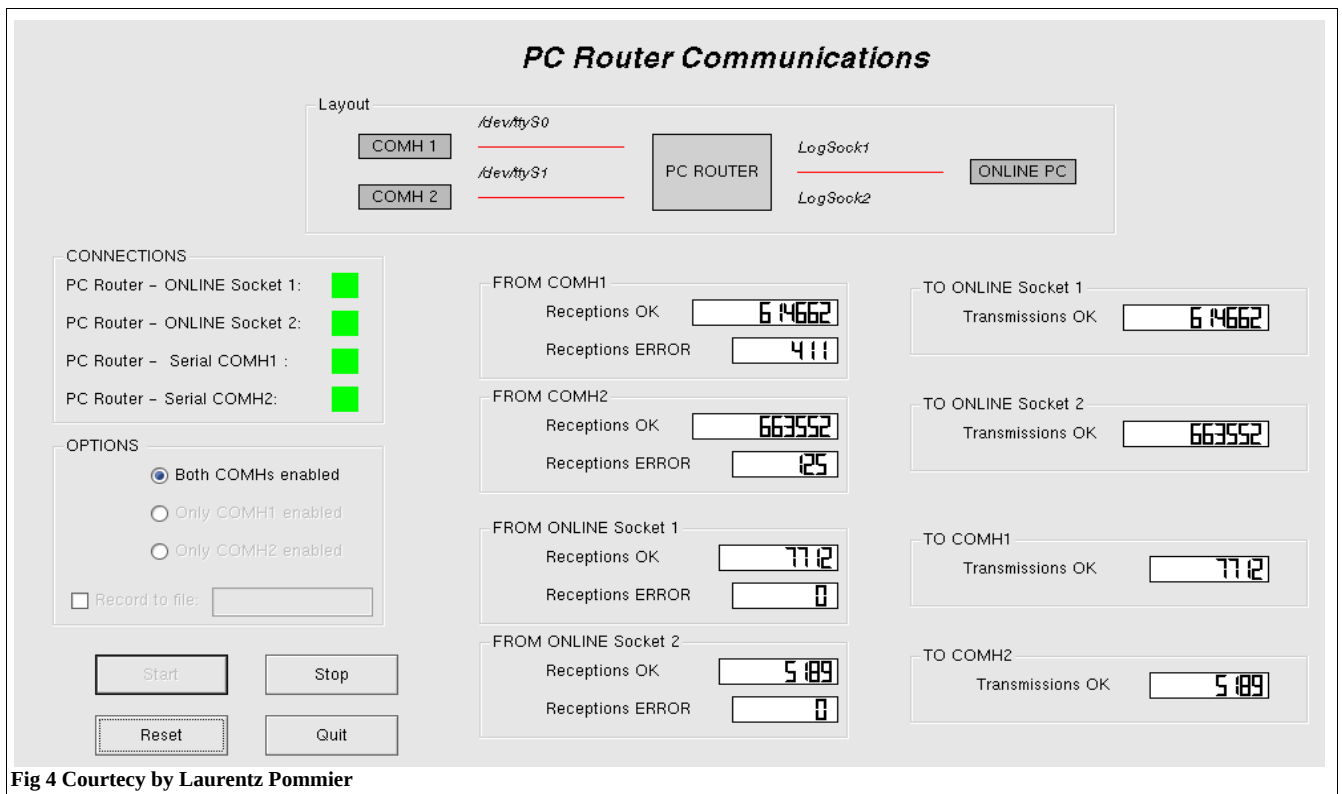 PC Router Communications
Layout
/dev/ttyS0
COMH 1
LogSock1
/dev/ttyS1
PC ROUTER
ONLINE PC
COMH 2
LogSock2
CONNECTIONS
PC Router – ONLINE Socket 1:
PC Router – ONLINE Socket 2:
PC Router – Serial COMH1 :
PC Router – Serial COMH2:
OPTIONS
Both COMHs enabled
Only COMH1 enabled
Only COMH2 enabled
Record to file:
Start
Stop
Reset
Quit
FROM COMH1
Receptions OK 614662
Receptions ERROR 411
FROM COMH2
Receptions OK 663552
Receptions ERROR 125
FROM ONLINE Socket 1
Receptions OK 7712
Receptions ERROR 0
FROM ONLINE Socket 2
Receptions OK 5189
Receptions ERROR 0
TO ONLINE Socket 1
Transmissions OK 614662
TO ONLINE Socket 2
Transmissions OK 663552
TO COMH1
Transmissions OK 7712
TO COMH2
Transmissions OK 5189
Fig 4 Courtecy by Laurentz Pommier